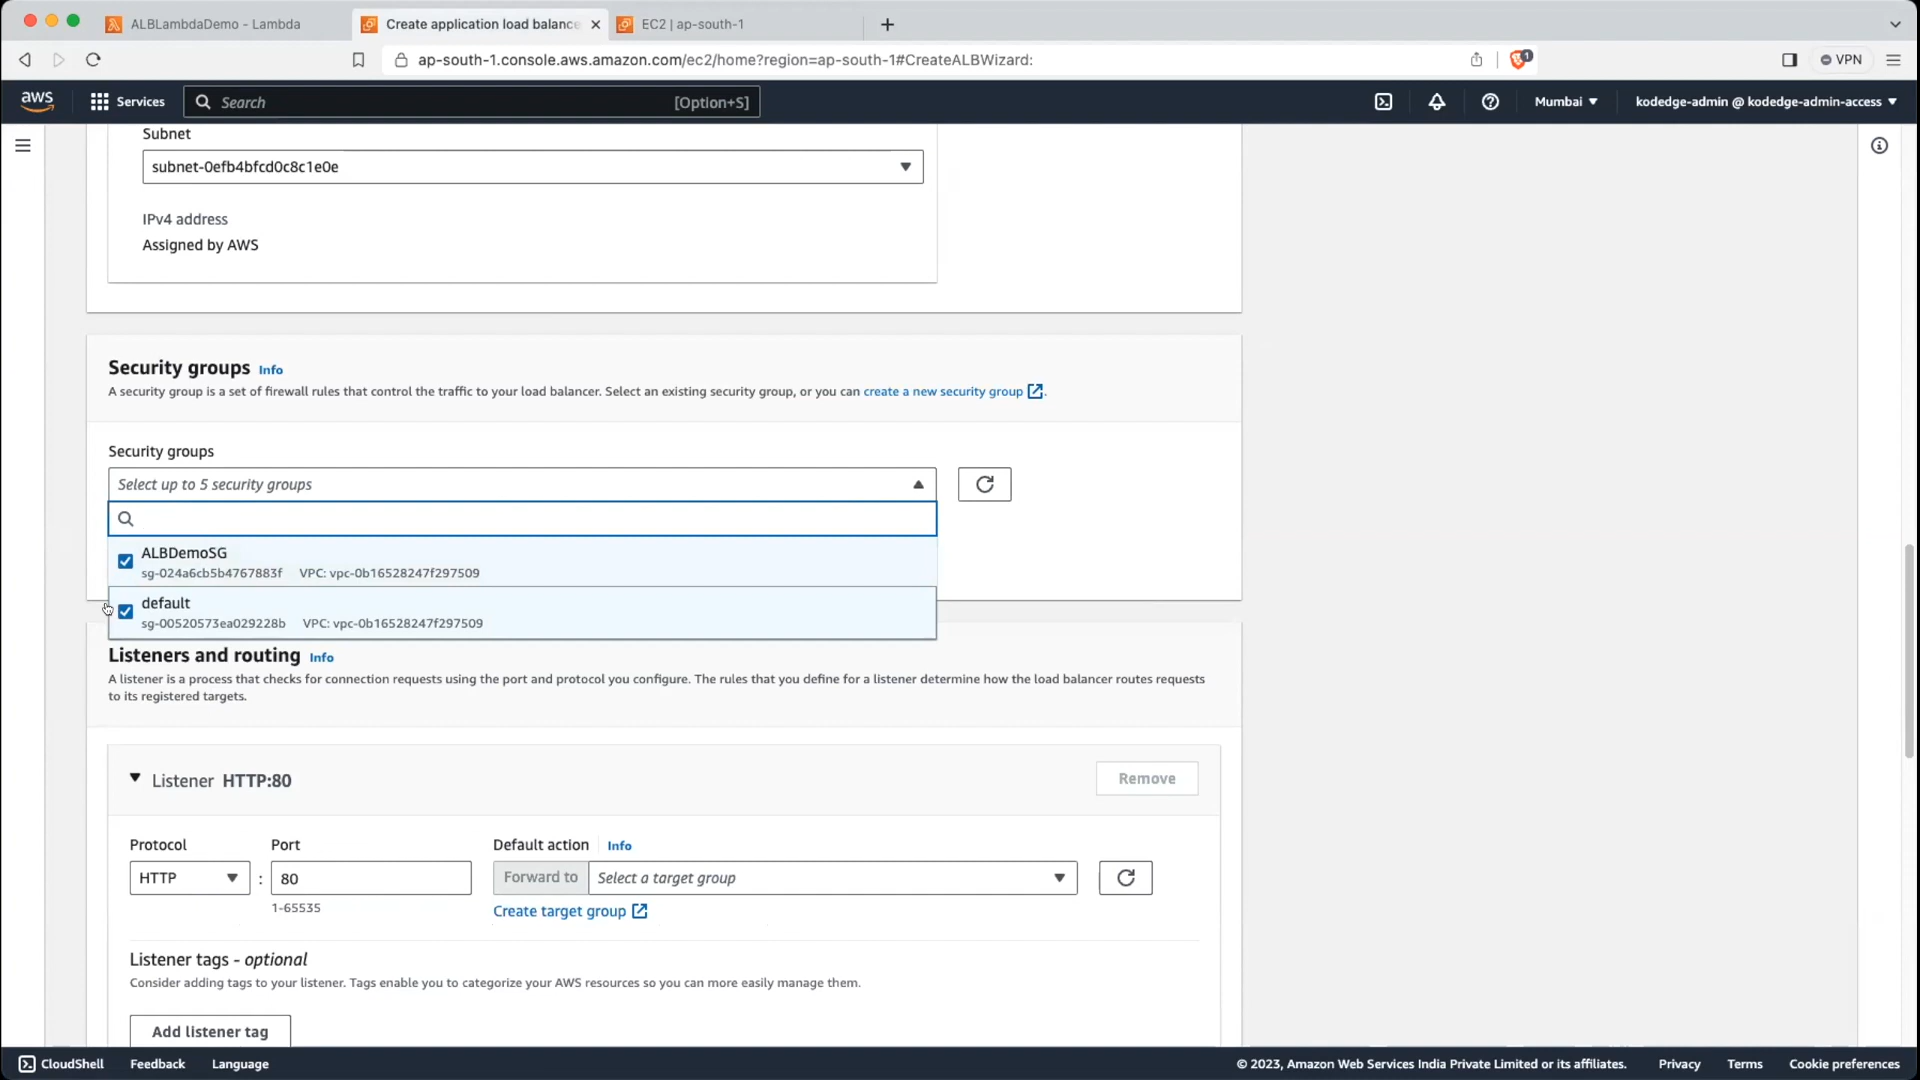 ALBLambdaDemo - Lambda
Create application load balance
EC2 | ap-south-1
ap-south-1.console.aws.amazon.com/ec2/home?region=ap-south-1#CreateALBWizard:
1
VPN
aws
Services
Search
[Option+S]
Mumbai
kodedge-admin @ kodedge-admin-access
Subnet
subnet-0efb4bfcd0c8c1e0e
IPv4 address
Assigned by AWS
Security groups Info
A security group is a set of firewall rules that control the traffic to your load balancer. Select an existing security group, or you can create a new security group.
Security groups
Select up to 5 security groups
ALBDemoSG
sg-024a6cb5b4767883f VPC: vpc-0b16528247f297509
default
sg-00520573ea029228b VPC: vpc-0b16528247f297509
Listeners and routing Info
A listener is a process that checks for connection requests using the port and protocol you configure. The rules that you define for a listener determine how the load balancer routes requests
to its registered targets.
Listener HTTP:80
Remove
Protocol
Port
Default action Info
HTTP
:
80
Forward to
Select a target group
1-65535
Create target group
Listener tags - optional
Consider adding tags to your listener. Tags enable you to categorize your AWS resources so you can more easily manage them.
Add listener tag
CloudShell
Feedback
Language
© 2023, Amazon Web Services India Private Limited or its affiliates.
Privacy
Terms
Cookie preferences